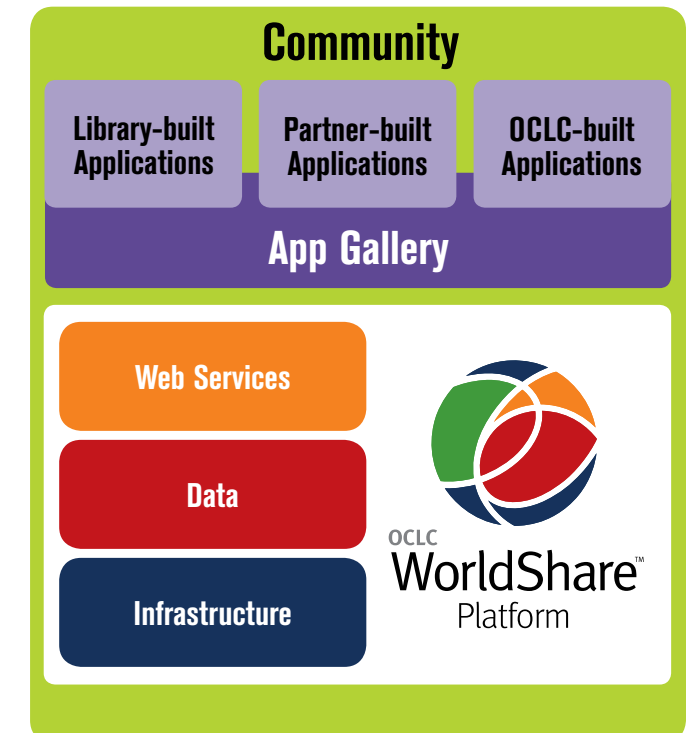 Community
Library-built
Applications
Partner-built
Applications
OCLC-built
Applications
App Gallery
Web Services
Data
Infrastructure
OCLC
WorldShare™
Platform